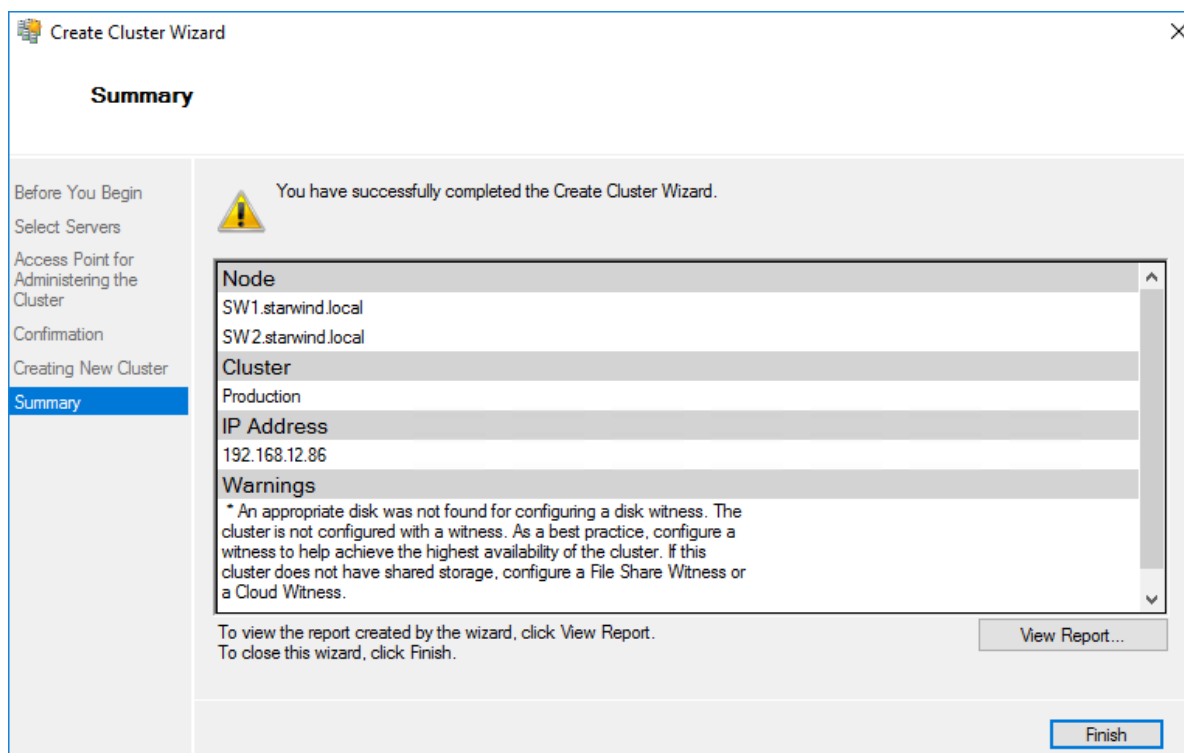 Create Cluster Wizard
Summary
Before You Begin
Select Servers
Access Point for
Administering the
Cluster
Confirmation
Creating New Cluster
Summary
You have successfully completed the Create Cluster Wizard.
Node
SW1.starwind.local
SW2.starwind.local
Cluster
Production
IP Address
192.168.12.86
Warnings
* An appropriate disk was not found for configuring a disk witness. The
cluster is not configured with a witness. As a best practice, configure a
witness to help achieve the highest availability of the cluster. If this
cluster does not have shared storage, configure a File Share Witness or
a Cloud Witness.
To view the report created by the wizard, click View Report.
To close this wizard, click Finish.
View Report...
Finish